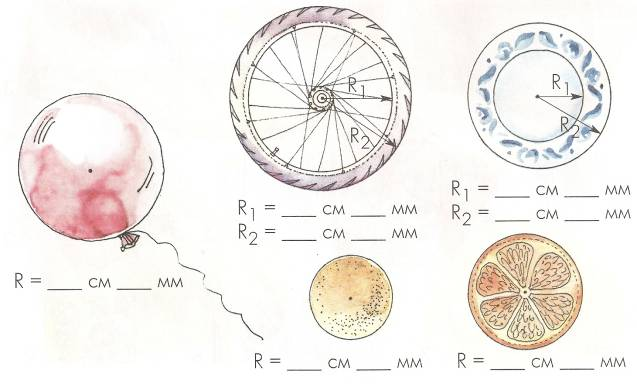 R₁
R₂
R₁
R₂
R₁ = ___ см ___ мм
R₂ = ___ см ___ мм
R₁ = ___ см ___ мм
R₂ = ___ см ___ мм
R = ___ см ___ мм
R = ___ см ___ мм
R = ___ см ___ мм